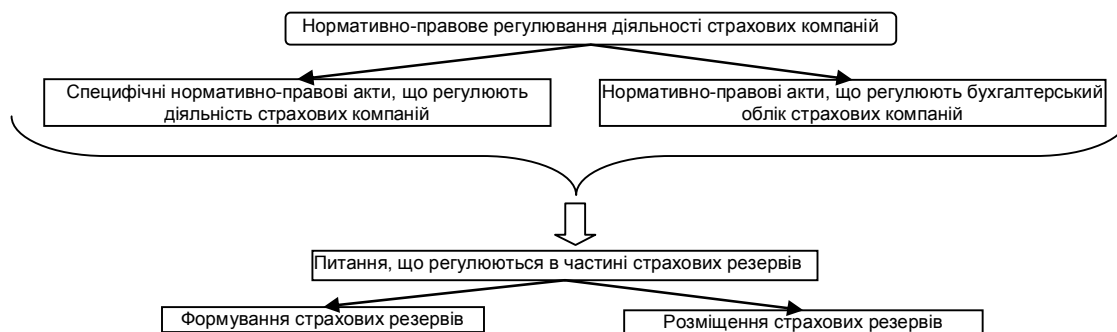 Нормативно-правове регулювання діяльності страхових компаній
Специфічні нормативно-правові акти, що регулюють
діяльність страхових компаній
Нормативно-правові акти, що регулюють бухгалтерський
облік страхових компаній
Питання, що регулюються в частині страхових резервів
Формування страхових резервів
Розміщення страхових резервів